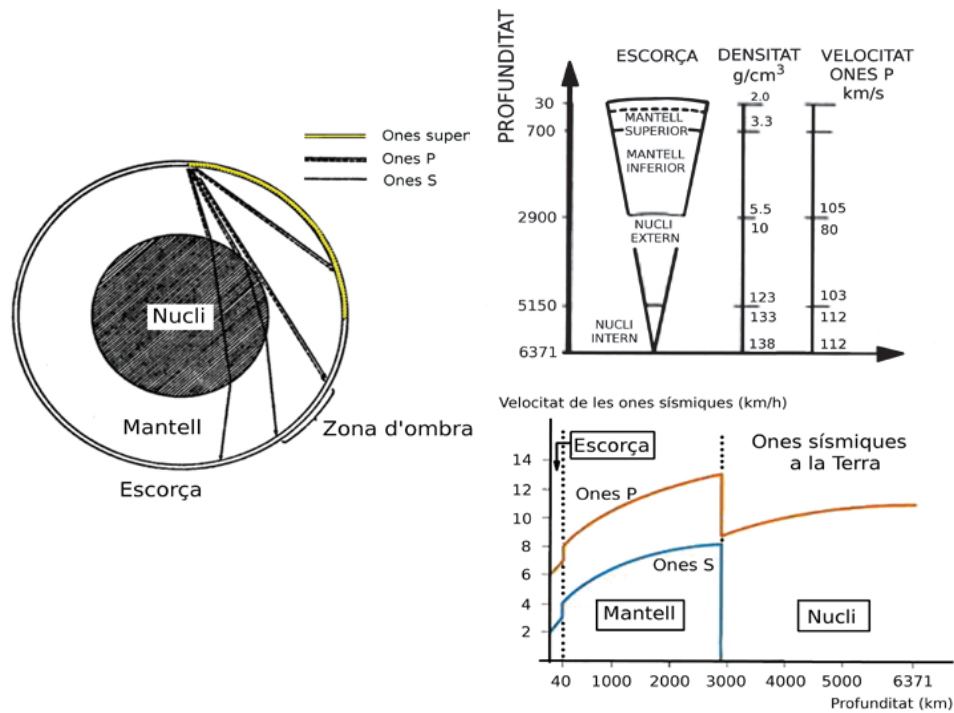 Ones super
Ones P
Ones S
Nucli
Mantell
Zona d'ombra
Escorça
PROFUNDITAT
ESCORÇA
DENSITAT
g/cm3
VELOCITAT
ONES P
km/s
30
700
2900
5150
6371
MANTELL
SUPERIOR
MANTELL
INFERIOR
NUCLI
EXTERN
NUCLI
INTERN
2.0
3.3
5.5
10
123
133
138
105
80
103
112
112
Velocitat de les ones sísmiques (km/h)
Escorça
Ones sísmiques
a la Terra
Ones P
Ones S
Mantell
Nucli
14
12
10
8
6
4
2
40 1000 2000 3000 4000 5000 6371
Profunditat (km)